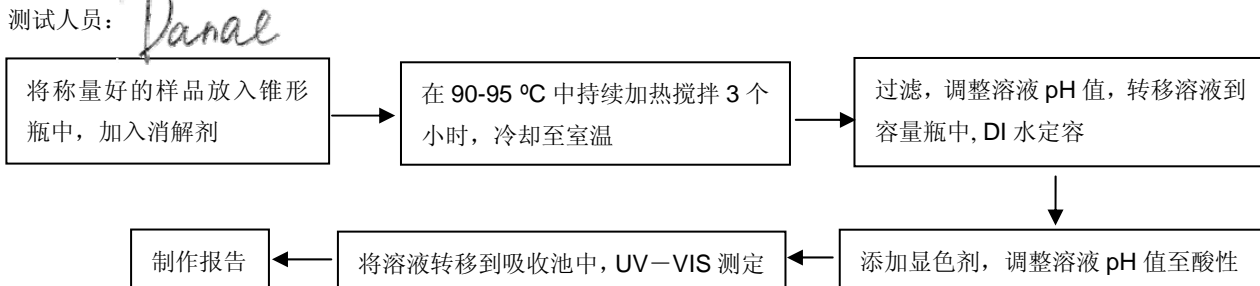 测试人员: Danal
将称量好的样品放入锥形
瓶中，加入消解剂
在 90-95 ºC 中持续加热搅拌 3 个
小时，冷却至室温
过滤，调整溶液 pH 值，转移溶液到
容量瓶中, DI 水定容
添加显色剂，调整溶液 pH 值至酸性
将溶液转移到吸收池中，UV－VIS 测定
制作报告